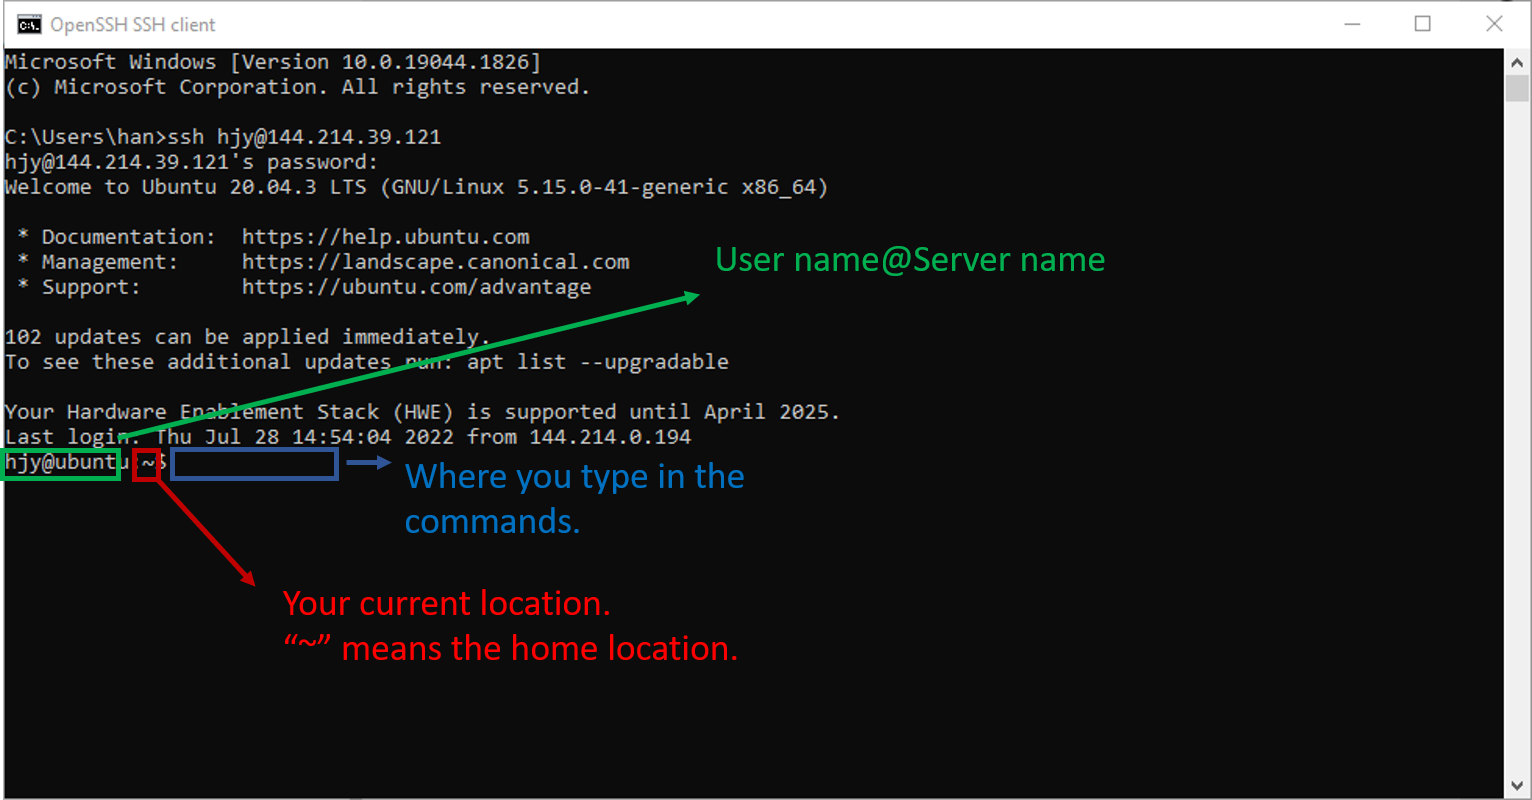 OpenSSH SSH client
Microsoft Windows [Version 10.0.19044.1826]
(c) Microsoft Corporation. All rights reserved.
C:\Users\han>ssh hjy@144.214.39.121
hjy@144.214.39.121's password:
Welcome to Ubuntu 20.04.3 LTS (GNU/Linux 5.15.0-41-generic x86_64)
* Documentation: https://help.ubuntu.com
* Management: https://landscape.canonical.com
* Support: https://ubuntu.com/advantage
User name@Server name
102 updates can be applied immediately.
To see these additional updates run: apt list --upgradable
Your Hardware Enablement Stack (HWE) is supported until April 2025.
Last login: Thu Jul 28 14:54:04 2022 from 144.214.0.194
hjy@ubuntu:~$
Where you type in the
commands.
Your current location.
“~” means the home location.